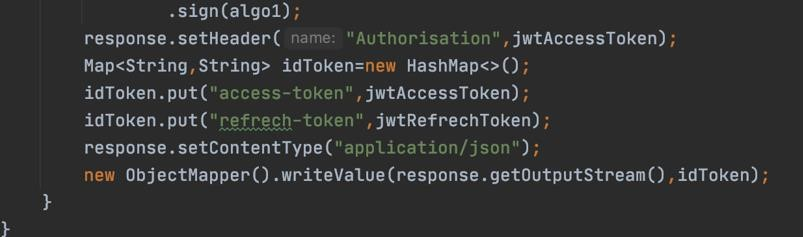 .sign(algo1);
response.setHeader( name: "Authorisation",jwtAccessToken);
Map<String,String> idToken=new HashMap<>();
idToken.put("access-token",jwtAccessToken);
idToken.put("refrech-token",jwtRefrechToken);
response.setContentType("application/json");
new ObjectMapper().writeValue(response.getOutputStream(),idToken);
}
}